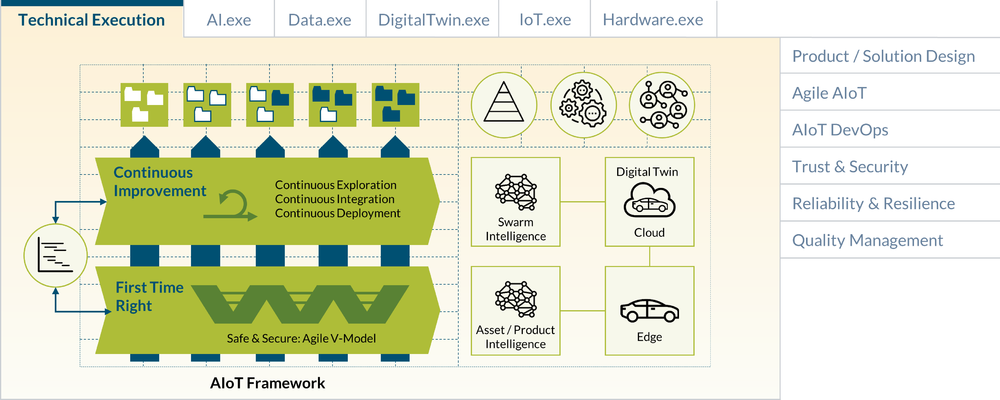 Technical Execution
AI.exe
Data.exe
DigitalTwin.exe
IoT.exe
Hardware.exe
Product / Solution Design
Agile AIoT
AIoT DevOps
Trust & Security
Reliability & Resilience
Quality Management
Continuous
Improvement
Continuous Exploration
Continuous Integration
Continuous Deployment
First Time
Right
Safe & Secure: Agile V-Model
Swarm
Intelligence
Digital Twin
Cloud
Asset / Product
Intelligence
Edge
AIoT Framework